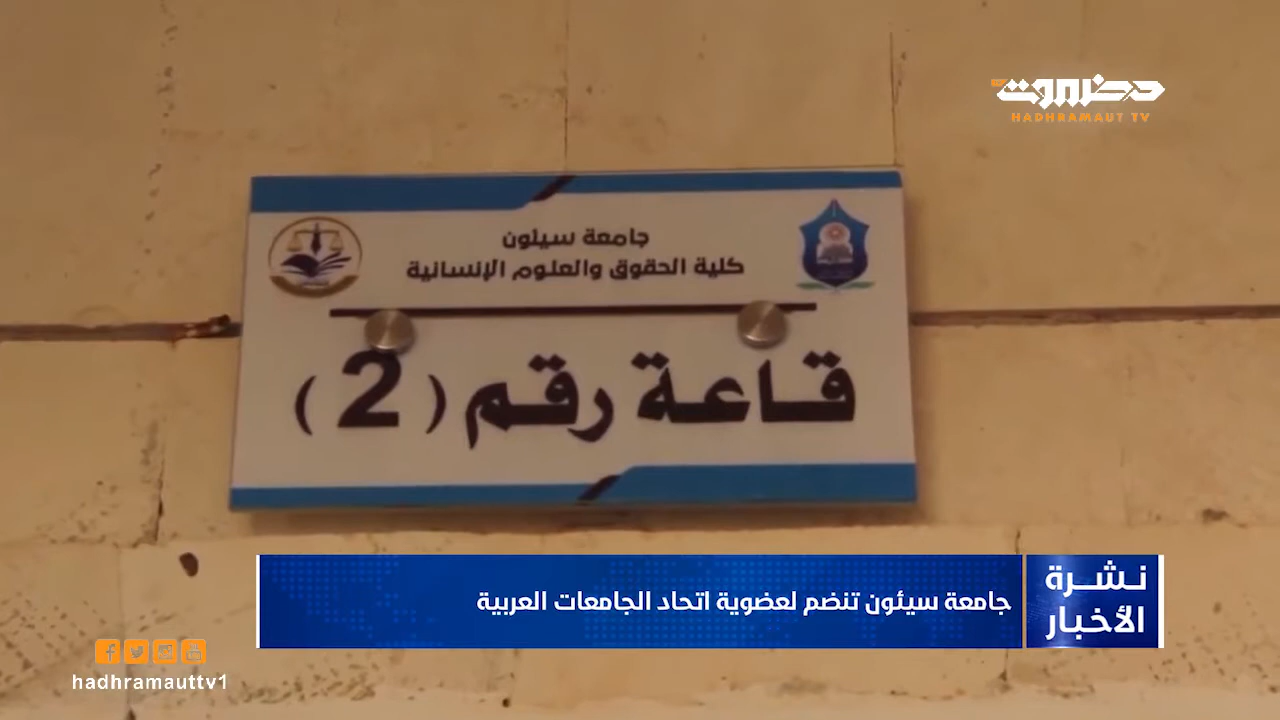 حضرموت
HADHRAMAUT TV
جامعة سيئون
كلية الحقوق والعلوم الإنسانية
قاعة رقم (2)
نشرة
الأخبار
جامعة سيئون تنضم لعضوية اتحاد الجامعات العربية
hadhramauttv1